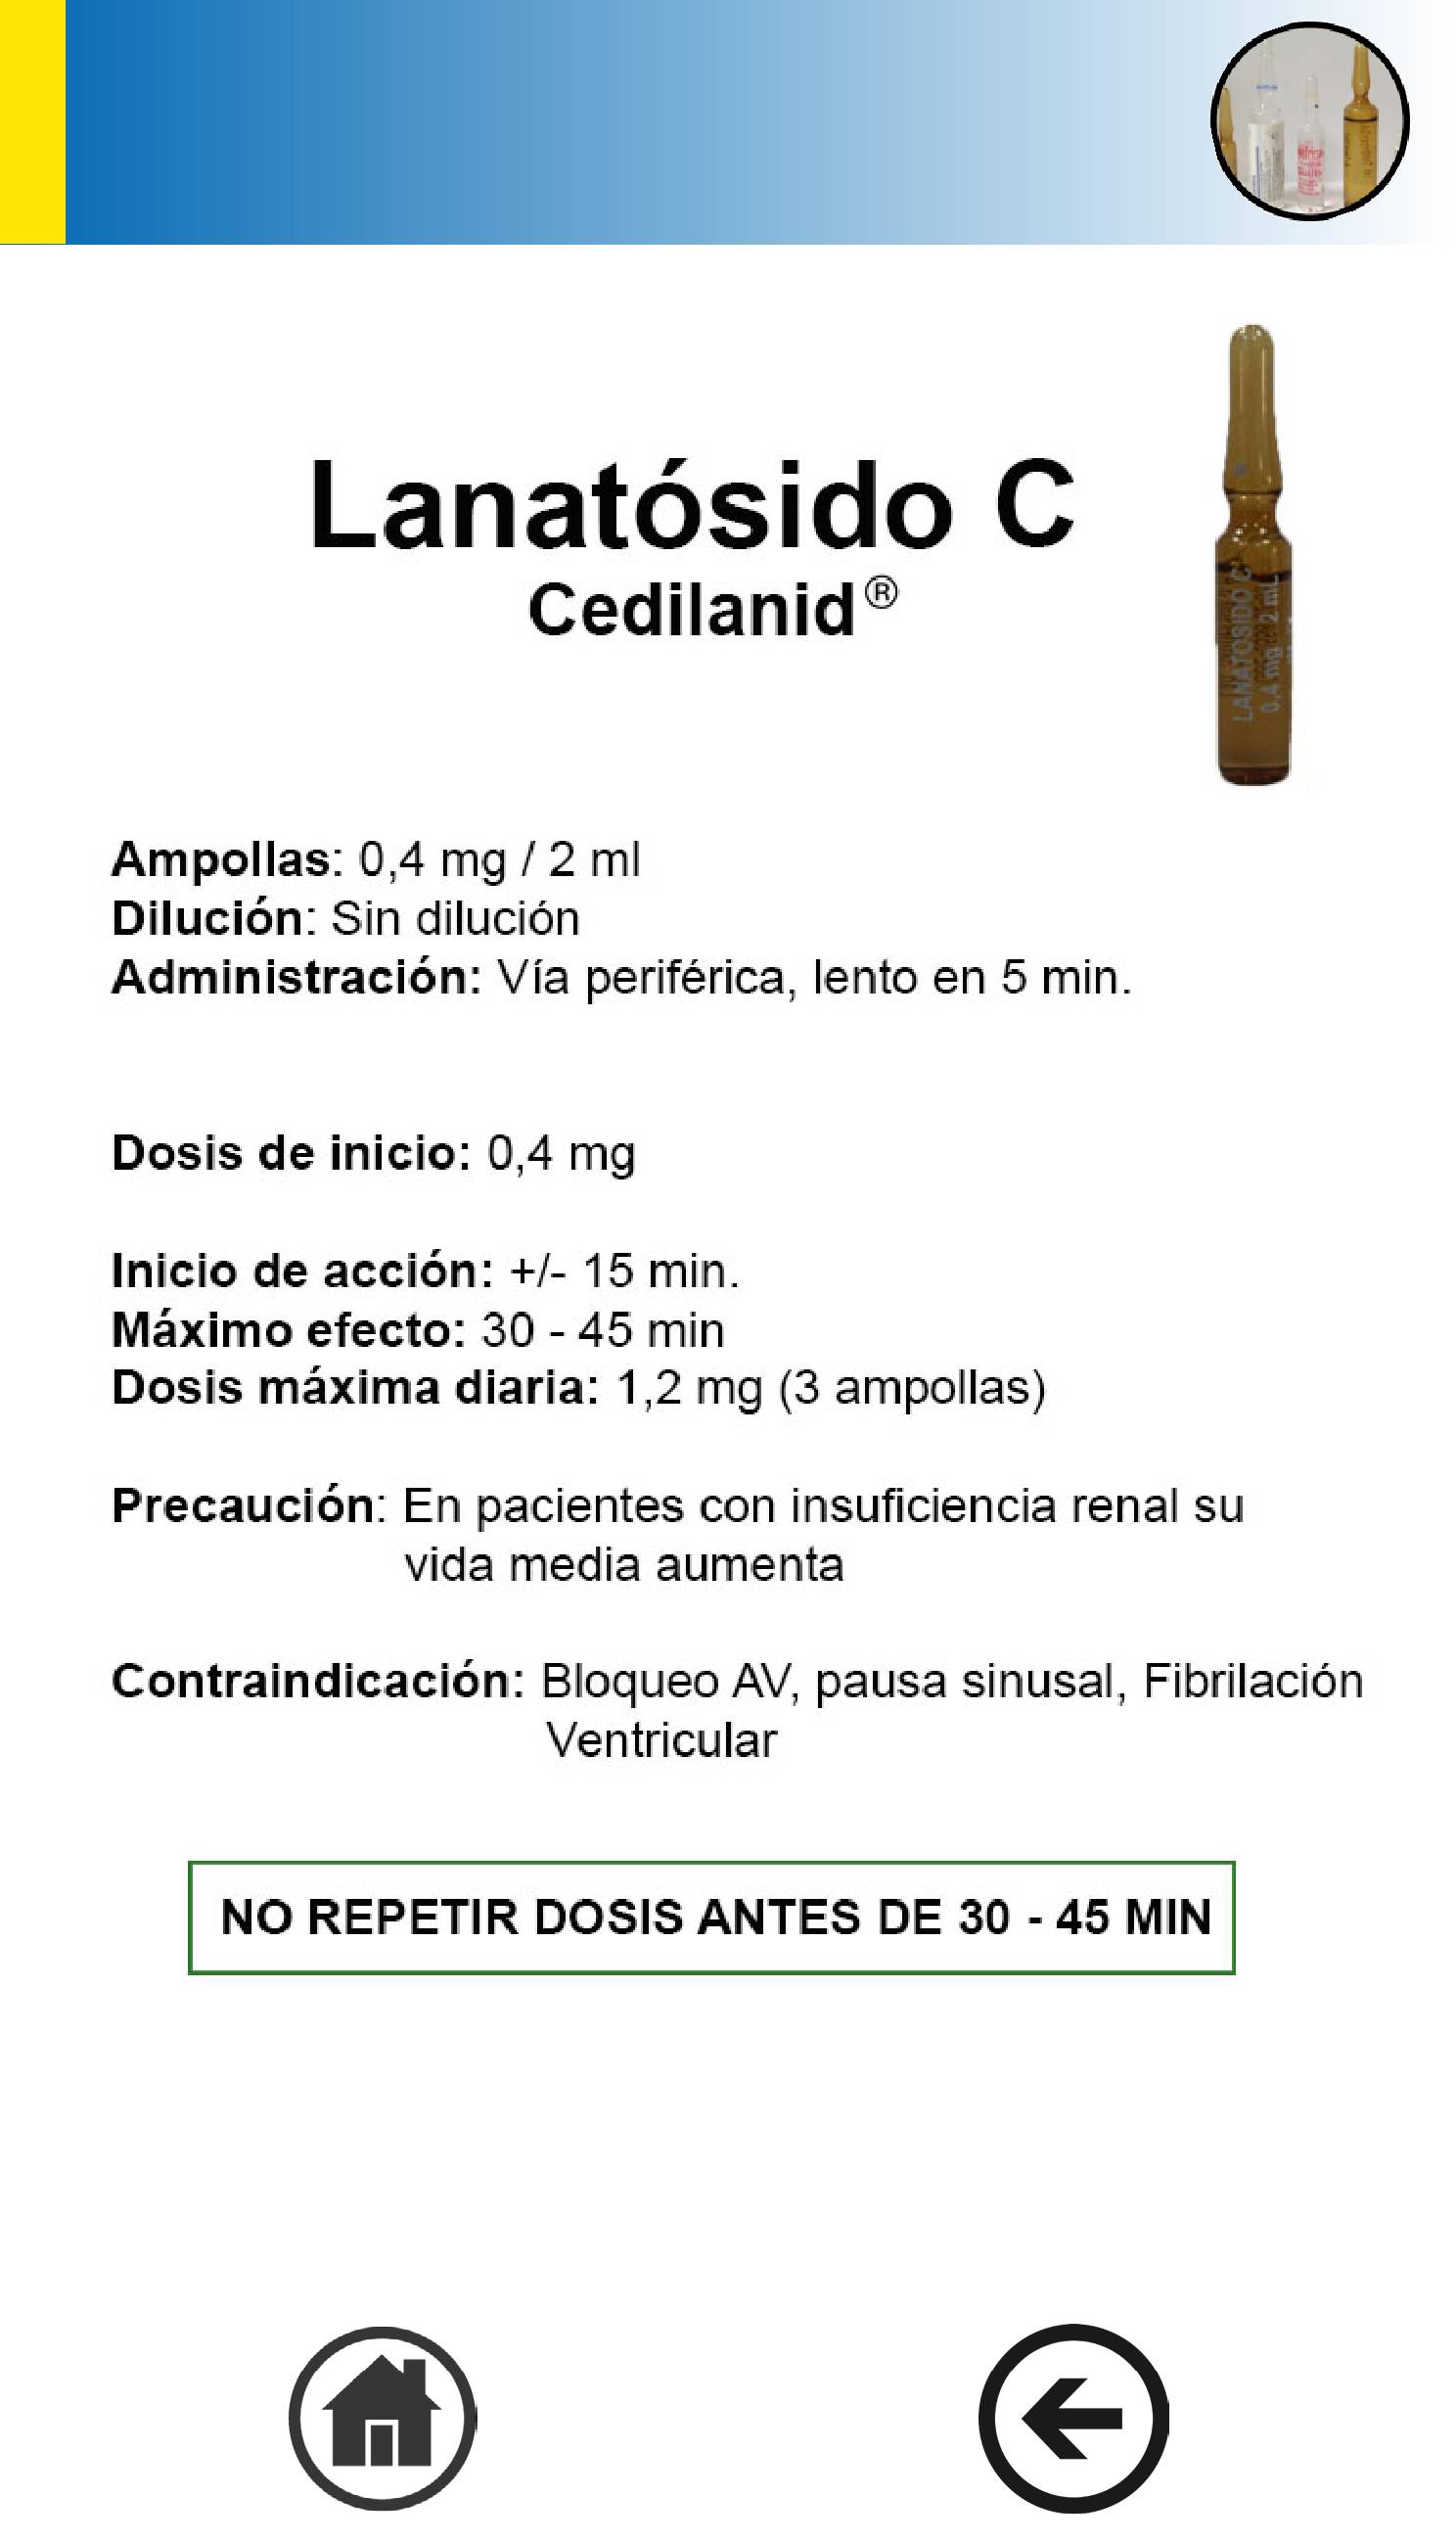 Lanatósido C
Cedilanid®
LANATOSIDO C
0,4 mg 2 mL
Ampollas: 0,4 mg / 2 ml
Dilución: Sin dilución
Administración: Vía periférica, lento en 5 min.
Dosis de inicio: 0,4 mg
Inicio de acción: +/- 15 min.
Máximo efecto: 30 - 45 min
Dosis máxima diaria: 1,2 mg (3 ampollas)
Precaución: En pacientes con insuficiencia renal su
vida media aumenta
Contraindicación: Bloqueo AV, pausa sinusal, Fibrilación
Ventricular
NO REPETIR DOSIS ANTES DE 30 - 45 MIN